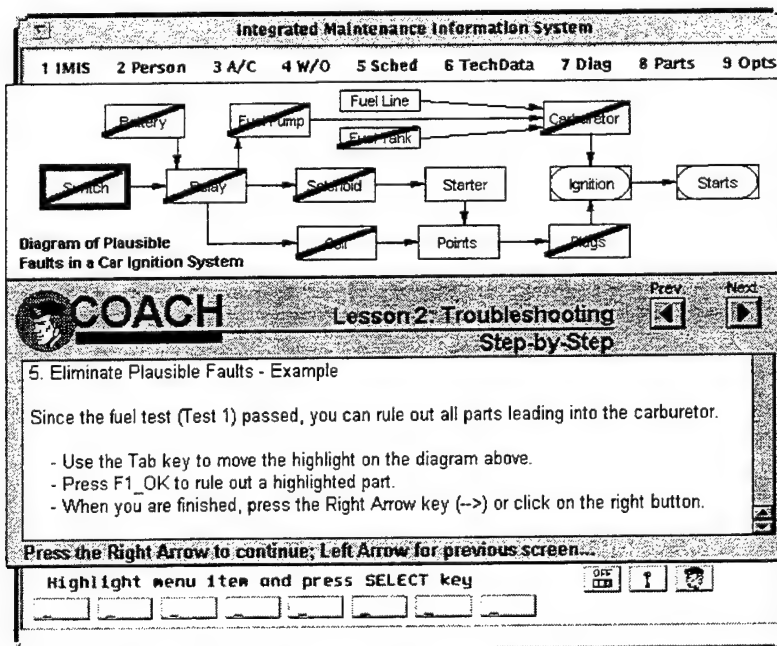 Integrated Maintenance Information System
1 IMIS 2 Person 3 A/C 4 W/O 5 Sched 6 TechData 7 Diag 8 Parts 9 Opts
Fuel Line
Battery Fuel Pump Carburetor
Fuel Tank
Switch Relay Solenoid Starter Ignition Starts
Diagram of Plausible
Faults in a Car Ignition System
Coil Points Plugs
COACH
Lesson 2: Troubleshooting
Step-by-Step
Prev. Next
5. Eliminate Plausible Faults - Example
Since the fuel test (Test 1) passed, you can rule out all parts leading into the carburetor.
- Use the Tab key to move the highlight on the diagram above.
- Press F1_OK to rule out a highlighted part.
- When you are finished, press the Right Arrow key (-->) or click on the right button.
Press the Right Arrow to continue; Left Arrow for previous screen...
Highlight menu item and press SELECT key
OFF